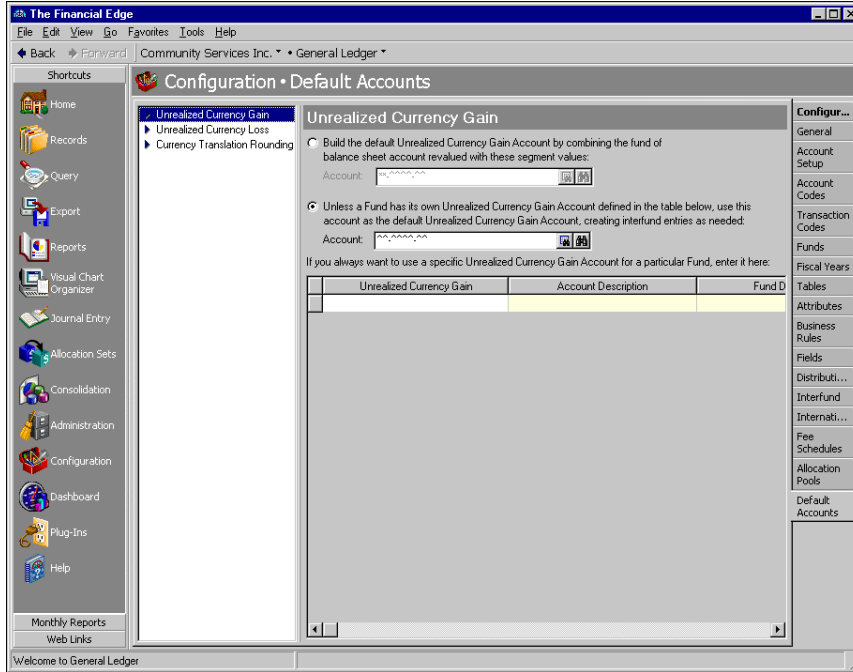 The Financial Edge
File Edit View Go Favorites Tools Help
Back Forward Community Services Inc. • General Ledger
Shortcuts
Home
Records
Query
Export
Reports
Visual Chart
Organizer
Journal Entry
Allocation Sets
Consolidation
Administration
Configuration
Dashboard
Plug-Ins
Help
Monthly Reports
Web Links
Configuration • Default Accounts
Unrealized Currency Gain
Unrealized Currency Loss
Currency Translation Rounding
Unrealized Currency Gain
Build the default Unrealized Currency Gain Account by combining the fund of
balance sheet account revalued with these segment values:
Account: **-^^^^-^^
Unless a Fund has its own Unrealized Currency Gain Account defined in the table below, use this
account as the default Unrealized Currency Gain Account, creating interfund entries as needed:
Account: ^^-^^^^-^^
If you always want to use a specific Unrealized Currency Gain Account for a particular Fund, enter it here:
Unrealized Currency Gain Account Description Fund D
Configur...
General
Account
Setup
Account
Codes
Transaction
Codes
Funds
Fiscal Years
Tables
Attributes
Business
Rules
Fields
Distributi...
Interfund
Internati...
Fee
Schedules
Allocation
Pools
Default
Accounts
Welcome to General Ledger